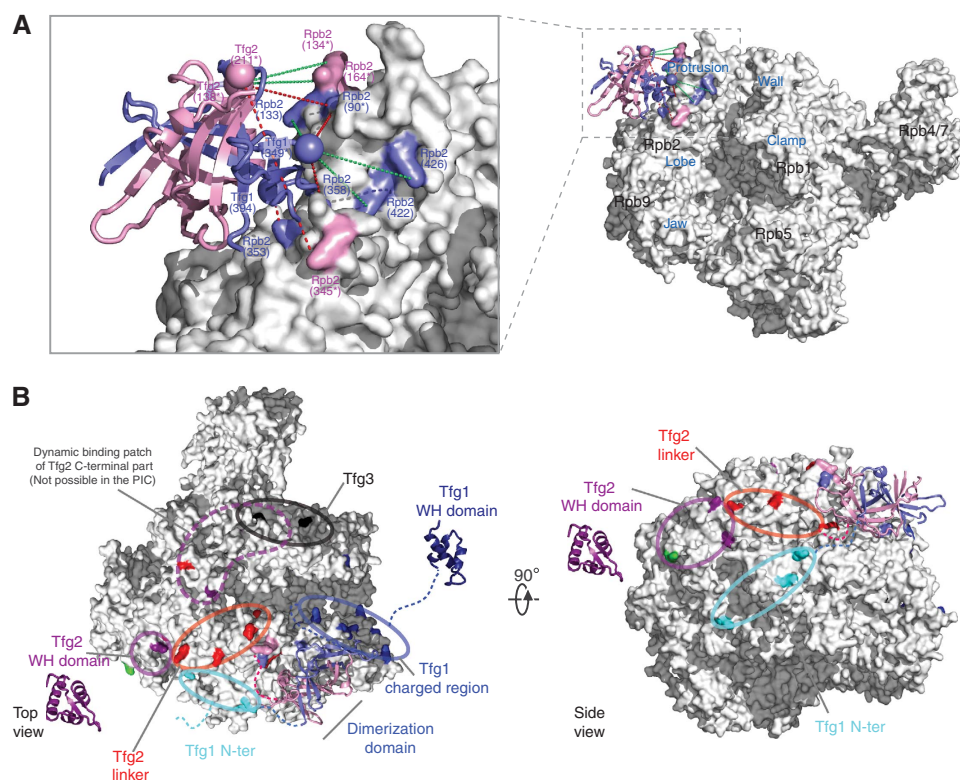 A
Tfg2
(211*)
Rpb2
(134*)
Rpb2
(164*)
Tfg2
(138*)
Rpb2
(133)
Rpb2
(90*)
Tfg1
(349*)
Rpb2
(426)
Rpb2
(358)
Tfg1
(394)
Rpb2
(422)
Rpb2
(353)
Rpb2
(345*)
Protrusion
Wall
Rpb4/7
Rpb2
Clamp
Lobe
Rpb1
Rpb9
Jaw
Rpb5
B
Dynamic binding patch
of Tfg2 C-terminal part
(Not possible in the PIC)
Tfg3
Tfg1
WH domain
Tfg2
WH domain
Tfg1
charged region
Top
view
Tfg1 N-ter
Dimerization
domain
Tfg2
linker
90°
Tfg2
linker
Tfg2
WH domain
Side
view
Tfg1 N-ter